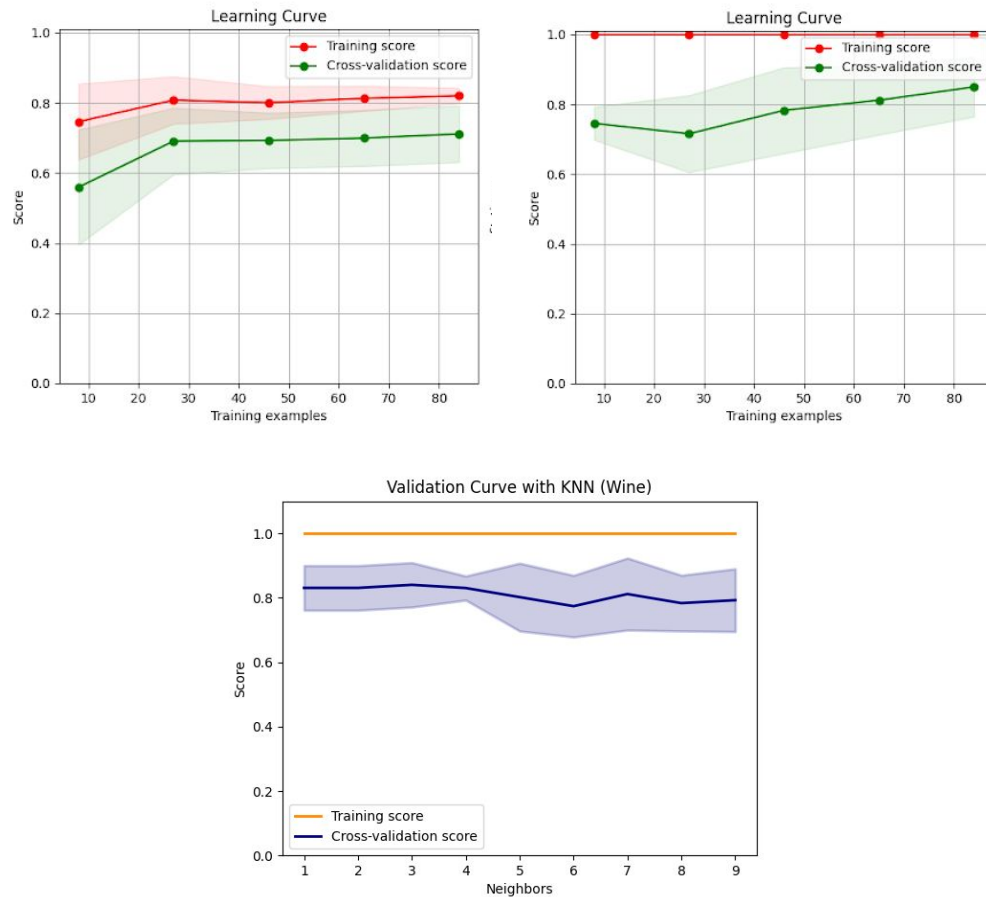 Learning Curve
1.0
0.8
0.6
0.4
0.2
0.0
Score
Training score
Cross-validation score
10 20 30 40 50 60 70 80
Training examples
Learning Curve
1.0
0.8
0.6
0.4
0.2
0.0
Score
Training score
Cross-validation score
10 20 30 40 50 60 70 80
Training examples
Validation Curve with KNN (Wine)
1.0
0.8
0.6
0.4
0.2
0.0
Score
Training score
Cross-validation score
1 2 3 4 5 6 7 8 9
Neighbors